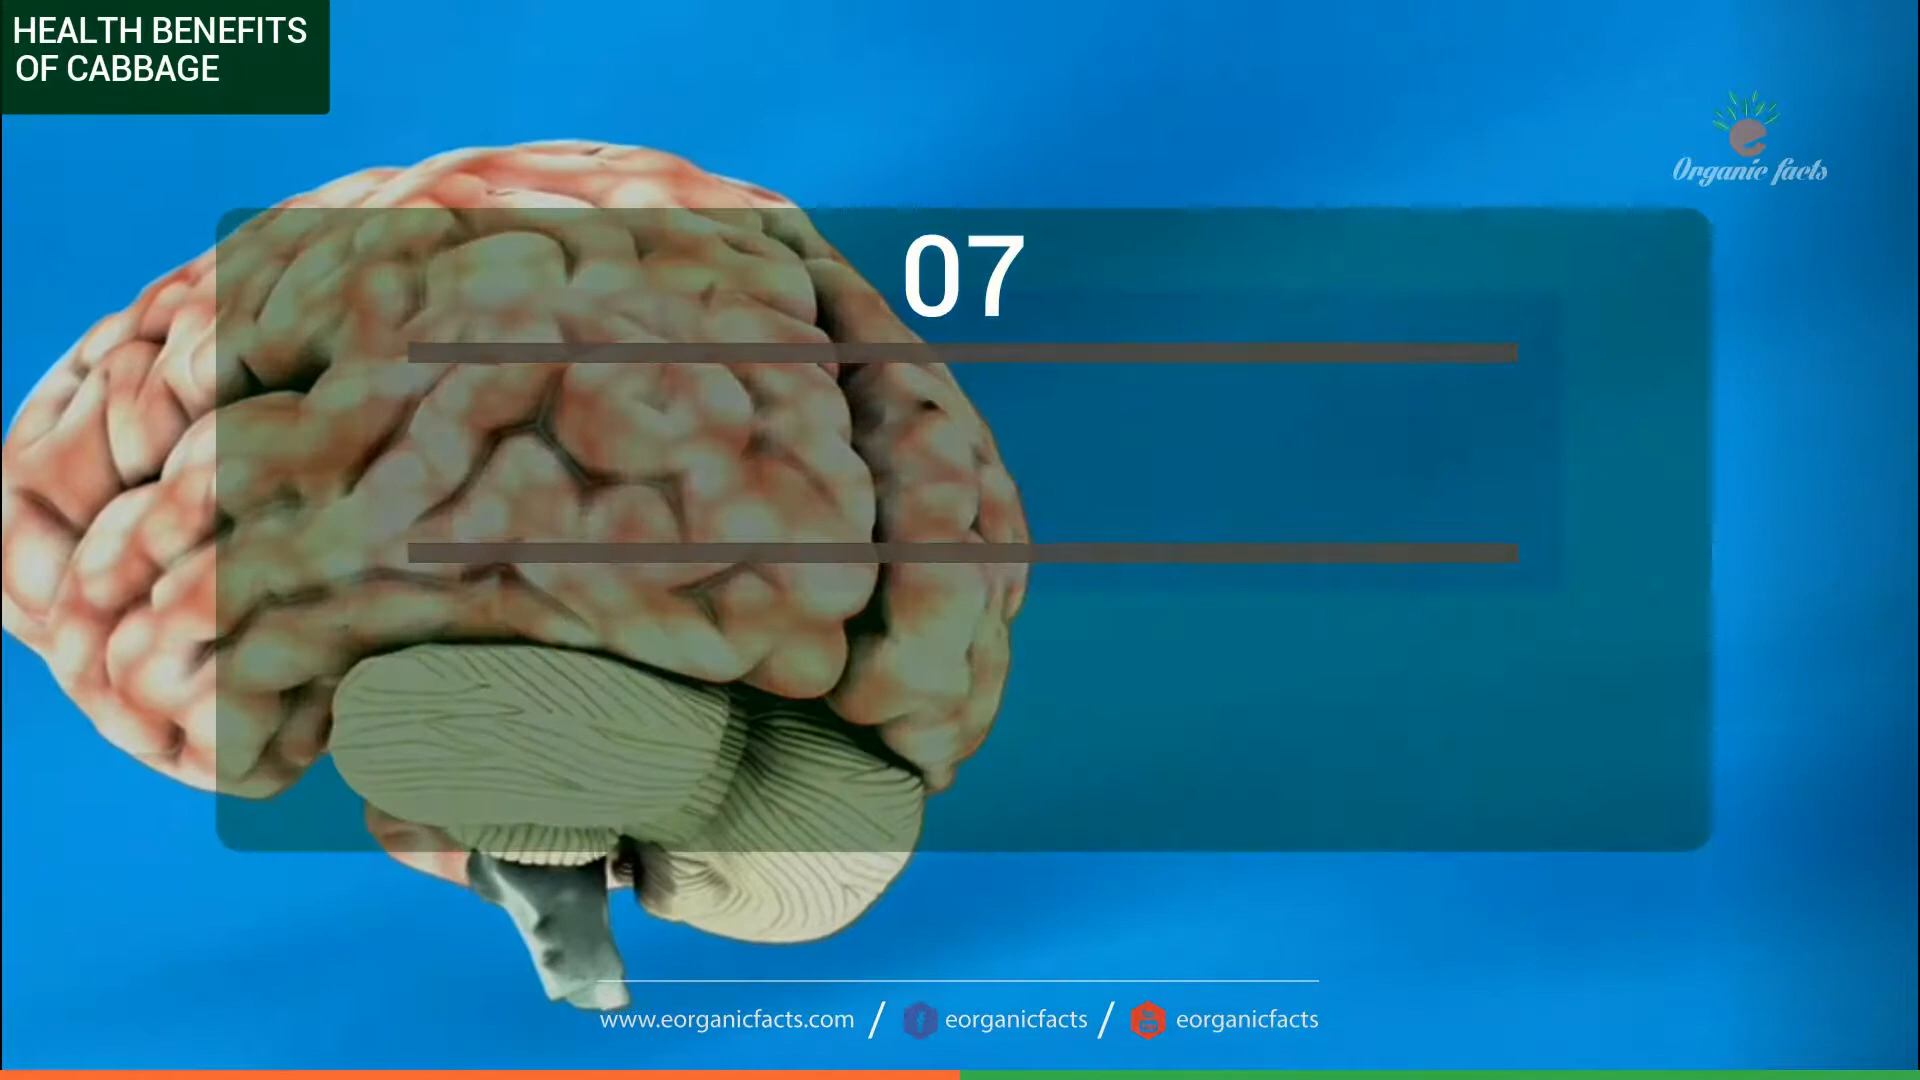 HEALTH BENEFITS
OF CABBAGE
Organic facts
07
www.eorganicfacts.com / eorganicfacts / eorganicfacts